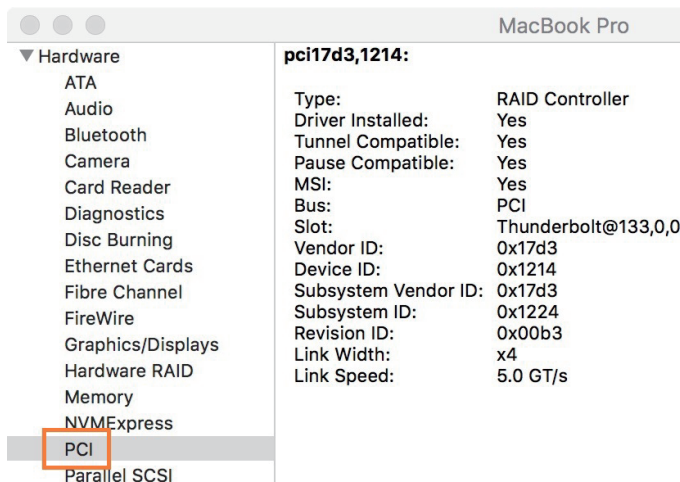 MacBook Pro
▼ Hardware
ATA
Audio
Bluetooth
Camera
Card Reader
Diagnostics
Disc Burning
Ethernet Cards
Fibre Channel
FireWire
Graphics/Displays
Hardware RAID
Memory
NVMExpress
PCI
Parallel SCSI
pci17d3,1214:
Type: RAID Controller
Driver Installed: Yes
Tunnel Compatible: Yes
Pause Compatible: Yes
MSI: Yes
Bus: PCI
Slot: Thunderbolt@133,0,0
Vendor ID: 0x17d3
Device ID: 0x1214
Subsystem Vendor ID: 0x17d3
Subsystem ID: 0x1224
Revision ID: 0x00b3
Link Width: x4
Link Speed: 5.0 GT/s